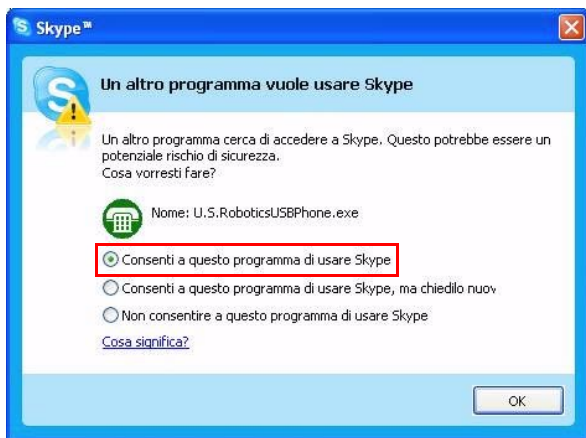 Skype™
Un altro programma vuole usare Skype
Un altro programma cerca di accedere a Skype. Questo potrebbe essere un
potenziale rischio di sicurezza.
Cosa vorresti fare?
Nome: U.S.RoboticsUSBPhone.exe
Consenti a questo programma di usare Skype
Consenti a questo programma di usare Skype, ma chiedilo nuov
Non consentire a questo programma di usare Skype
Cosa significa?
OK